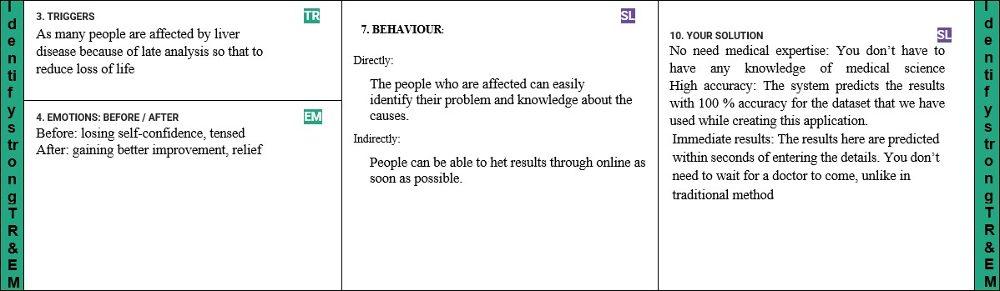 I
d
e
n
ti
f
y
s
tr
o
n
g
T
R
&
E
M
3. TRIGGERS
TR
As many people are affected by liver
disease because of late analysis so that to
reduce loss of life
4. EMOTIONS: BEFORE / AFTER
EM
Before: losing self-confidence, tensed
After: gaining better improvement, relief
7. BEHAVIOUR:
SL
Directly:
The people who are affected can easily
identify their problem and knowledge about the
causes.
Indirectly:
People can be able to het results through online as
soon as possible.
10. YOUR SOLUTION
SL
No need medical expertise: You don’t have to
have any knowledge of medical science
High accuracy: The system predicts the results
with 100 % accuracy for the dataset that we have
used while creating this application.
Immediate results: The results here are predicted
within seconds of entering the details. You don’t
need to wait for a doctor to come, unlike in
traditional method
I
d
e
n
ti
f
y
s
tr
o
n
g
T
R
&
E
M